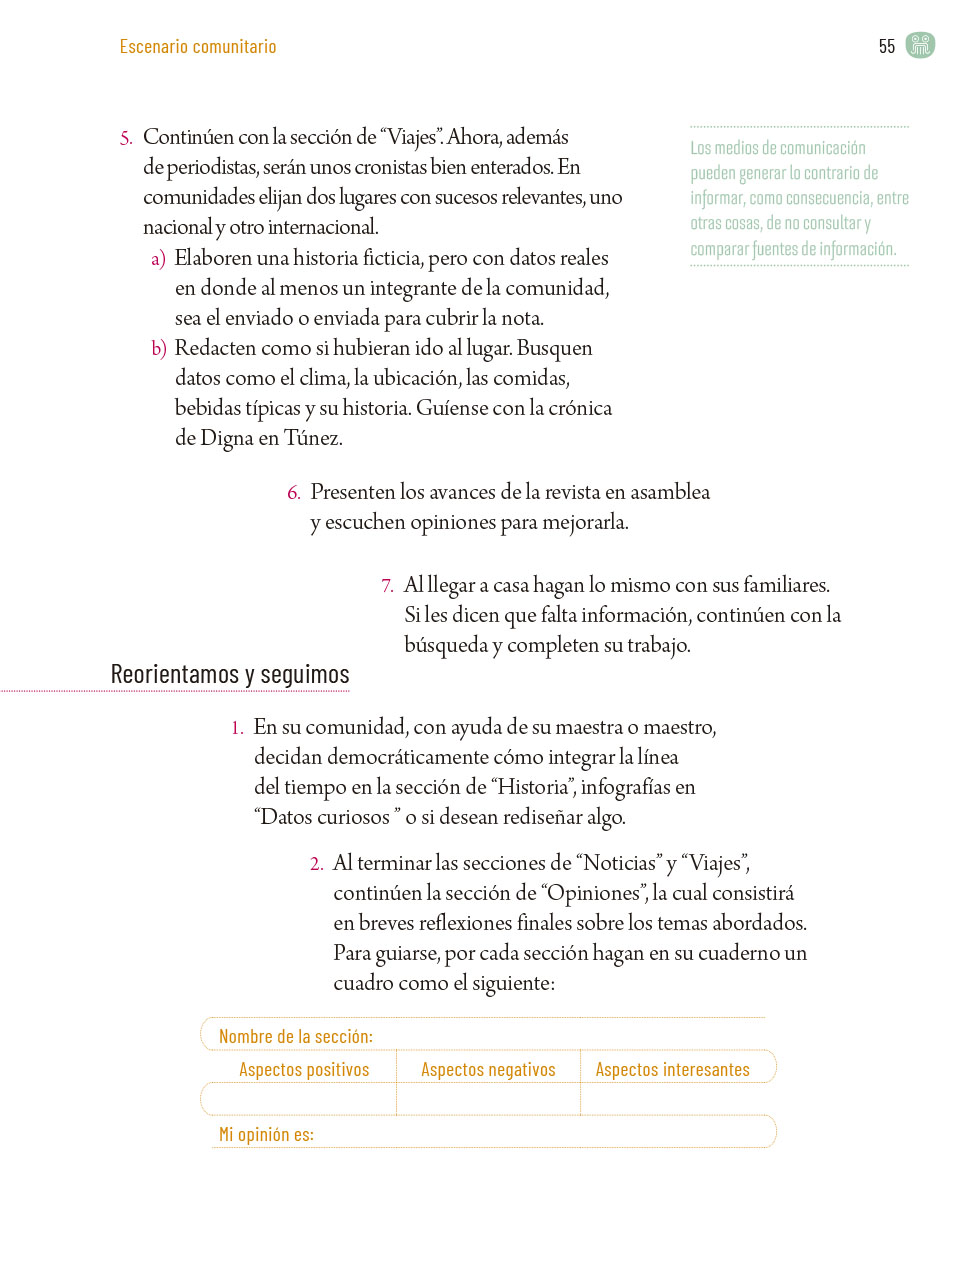 Escenario comunitario
55
5. Continúen con la sección de “Viajes”. Ahora, además
de periodistas, serán unos cronistas bien enterados. En
comunidades elijan dos lugares con sucesos relevantes, uno
nacional y otro internacional.
a) Elaboren una historia ficticia, pero con datos reales
en donde al menos un integrante de la comunidad,
sea el enviado o enviada para cubrir la nota.
b) Redacten como si hubieran ido al lugar. Busquen
datos como el clima, la ubicación, las comidas,
bebidas típicas y su historia. Guíense con la crónica
de Digna en Túnez.
Los medios de comunicación
pueden generar lo contrario de
informar, como consecuencia, entre
otras cosas, de no consultar y
comparar fuentes de información.
6. Presenten los avances de la revista en asamblea
y escuchen opiniones para mejorarla.
7. Al llegar a casa hagan lo mismo con sus familiares.
Si les dicen que falta información, continúen con la
búsqueda y completen su trabajo.
Reorientamos y seguimos
1. En su comunidad, con ayuda de su maestra o maestro,
decidan democráticamente cómo integrar la línea
del tiempo en la sección de “Historia”, infografías en
“Datos curiosos ” o si desean rediseñar algo.
2. Al terminar las secciones de “Noticias” y “Viajes”,
continúen la sección de “Opiniones”, la cual consistirá
en breves reflexiones finales sobre los temas abordados.
Para guiarse, por cada sección hagan en su cuaderno un
cuadro como el siguiente:
Nombre de la sección:
Aspectos positivos Aspectos negativos Aspectos interesantes
Mi opinión es: